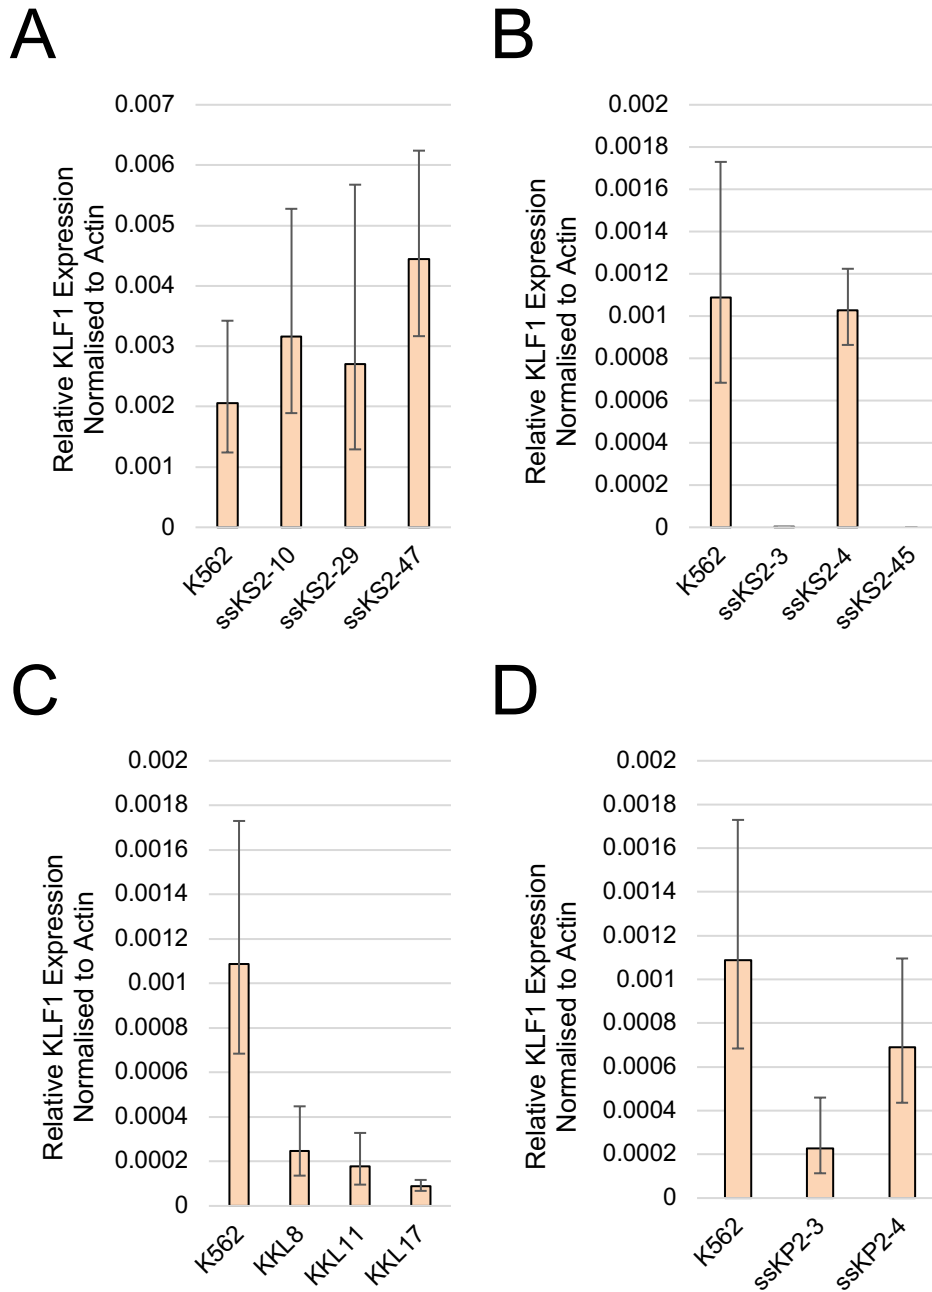 A
Relative KLF1 Expression
Normalised to Actin
0.007
0.006
0.005
0.004
0.003
0.002
0.001
0
K562
ssKS2-10
ssKS2-29
ssKS2-47
B
Relative KLF1 Expression
Normalised to Actin
0.002
0.0018
0.0016
0.0014
0.0012
0.001
0.0008
0.0006
0.0004
0.0002
0
K562
ssKS2-3
ssKS2-4
ssKS2-45
C
Relative KLF1 Expression
Normalised to Actin
0.002
0.0018
0.0016
0.0014
0.0012
0.001
0.0008
0.0006
0.0004
0.0002
0
K562
KKL8
KKL11
KKL17
D
Relative KLF1 Expression
Normalised to Actin
0.002
0.0018
0.0016
0.0014
0.0012
0.001
0.0008
0.0006
0.0004
0.0002
0
K562
ssKP2-3
ssKP2-4